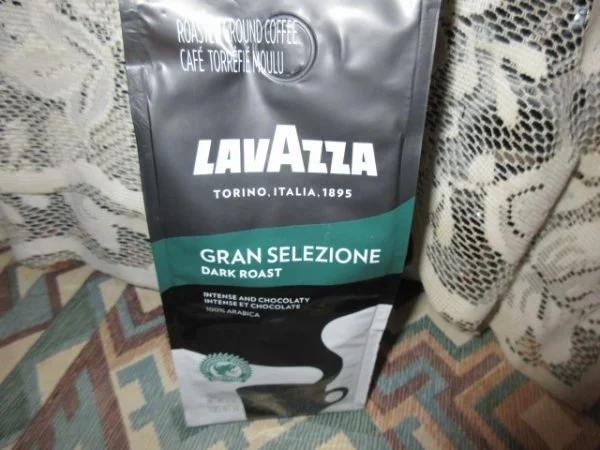 ROASTED GROUND COFFEE
CAFÉ TORRÉFIÉ MOULU
LAVAZZA
TORINO, ITALIA, 1895
GRAN SELEZIONE
DARK ROAST
INTENSE AND CHOCOLATY
INTENSE ET CHOCOLATE
100% ARABICA